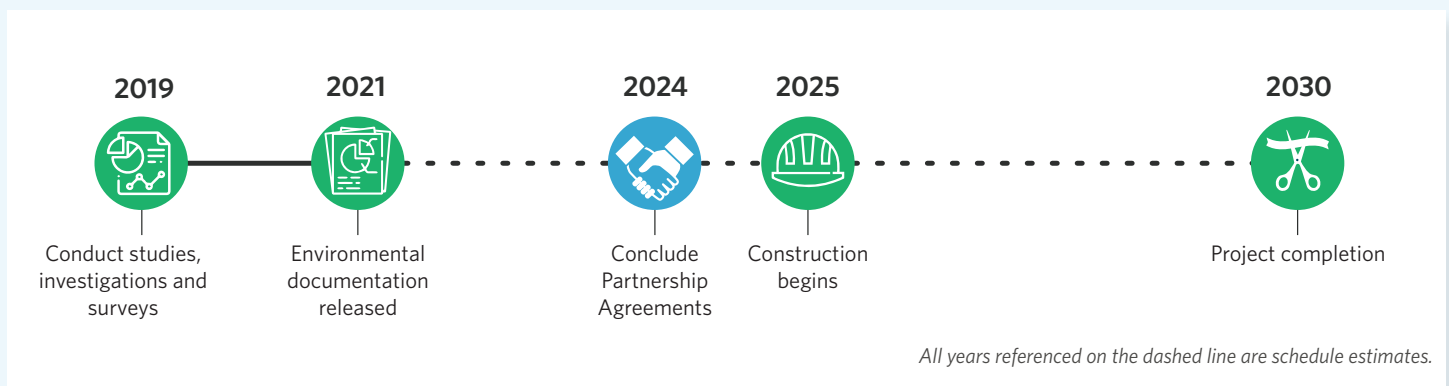 2019
Conduct studies,
investigations and
surveys
2021
Environmental
documentation
released
2024
Conclude
Partnership
Agreements
2025
Construction
begins
2030
Project completion
All years referenced on the dashed line are schedule estimates.